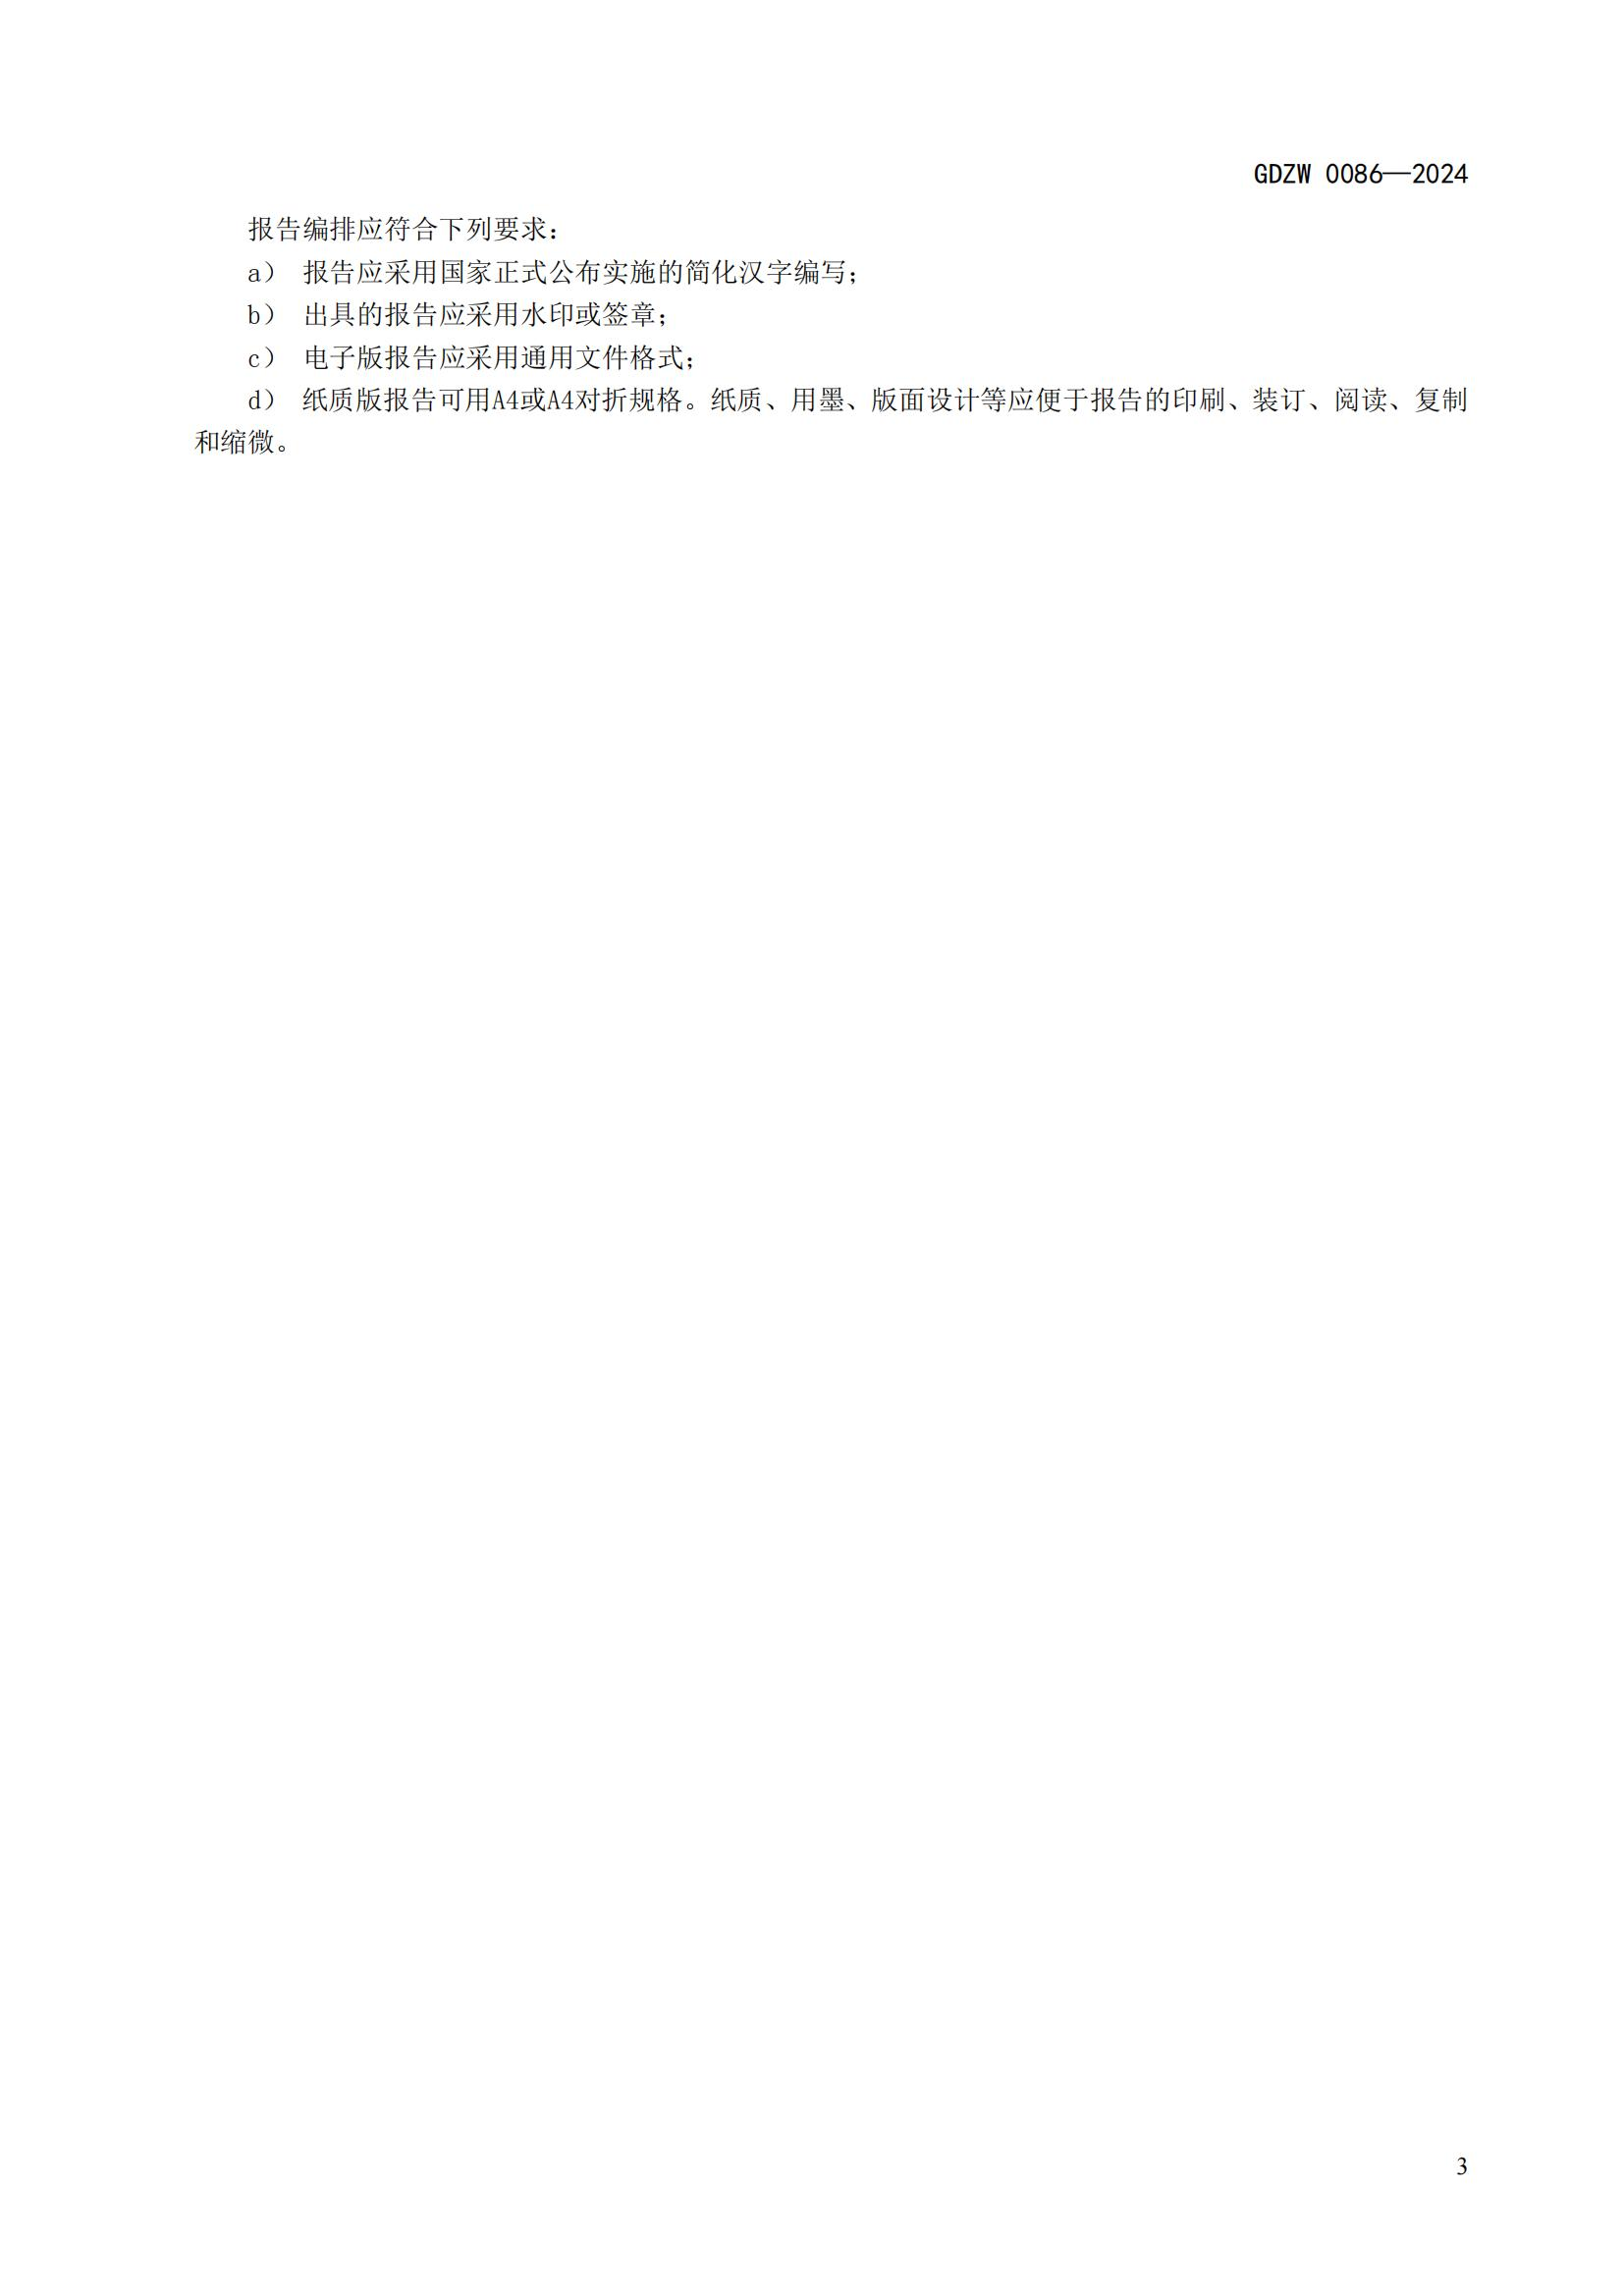 GDZW 0086—2024
报告编排应符合下列要求：
a） 报告应采用国家正式公布实施的简化汉字编写；
b） 出具的报告应采用水印或签章；
c） 电子版报告应采用通用文件格式；
d） 纸质版报告可用A4或A4对折规格。纸质、用墨、版面设计等应便于报告的印刷、装订、阅读、复制
和缩微。
3